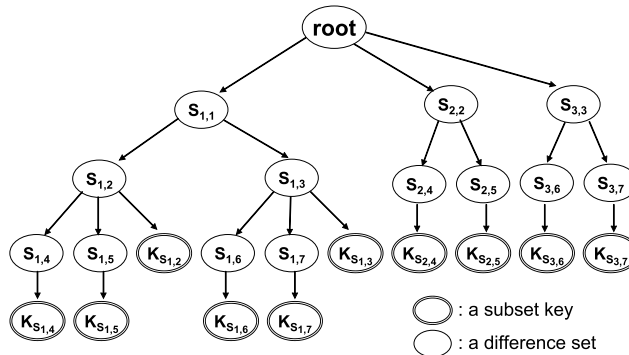 root
S1,1 S2,2 S3,3
S1,2 S1,3 S2,4 S2,5 S3,6 S3,7
S1,4 S1,5 KS1,2 S1,6 S1,7 KS1,3 KS2,4 KS2,5 KS3,6 KS3,7
KS1,4 KS1,5 KS1,6 KS1,7 : a subset key
: a difference set